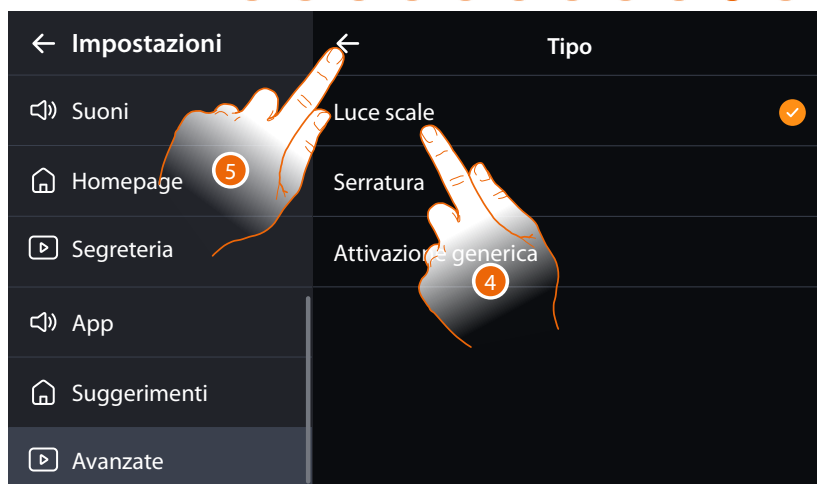 Impostazioni
Tipo
Suoni
Homepage
Segreteria
App
Suggerimenti
Avanzate
Luce scale
Serratura
Attivazione generica
5
4